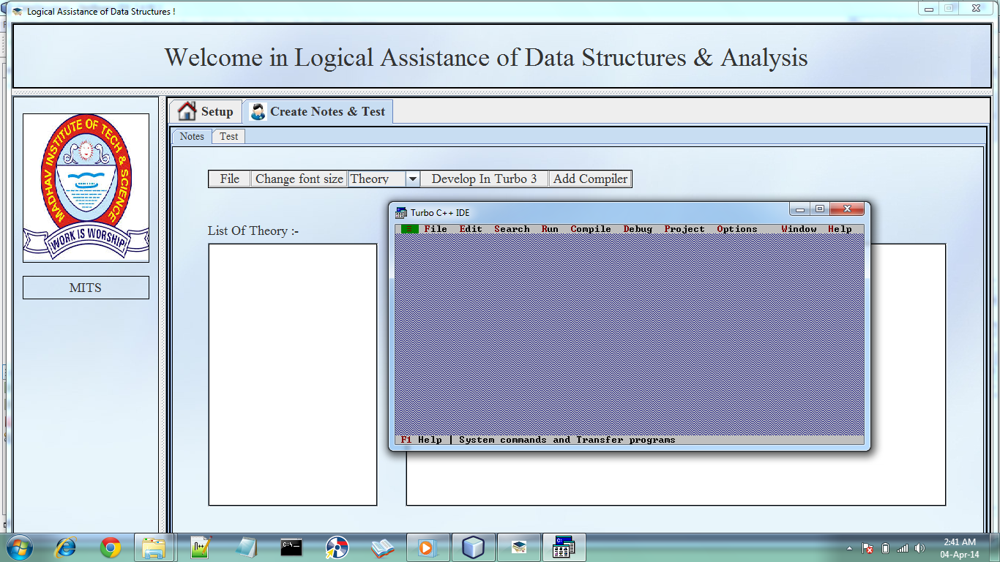 Logical Assistance of Data Structures !
Welcome in Logical Assistance of Data Structures & Analysis
MADHAV INSTITUTE OF TECH & SCIENCE
WORK IS WORSHIP
MITS
Setup Create Notes & Test
Notes Test
File Change font size Theory Develop In Turbo 3 Add Compiler
List Of Theory :-
Turbo C++ IDE
≡ File Edit Search Run Compile Debug Project Options Window Help
F1 Help | System commands and Transfer programs
2:41 AM
04-Apr-14